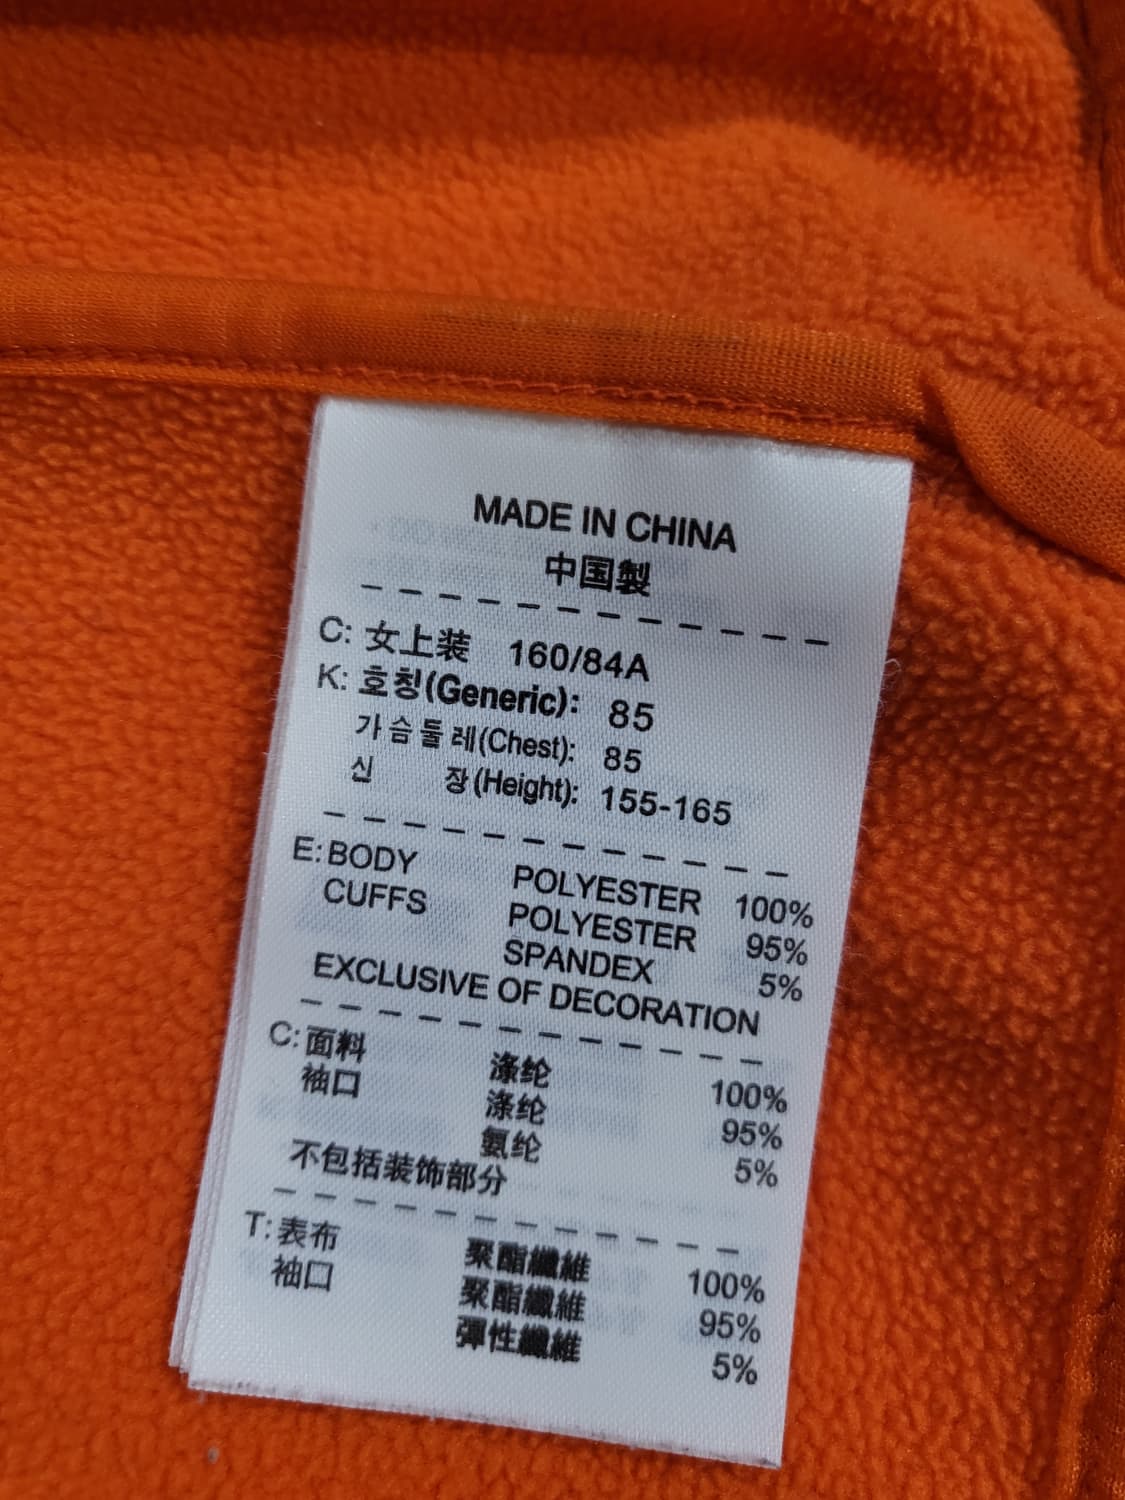 MADE IN CHINA
中国製
C: 女上装 160/84A
K: 호칭(Generic): 85
가슴둘레(Chest): 85
신 장(Height): 155-165
E: BODY POLYESTER 100%
CUFFS POLYESTER 95%
SPANDEX 5%
EXCLUSIVE OF DECORATION
C: 面料 涤纶 100%
袖口 涤纶 95%
氨纶 5%
不包括装饰部分
T: 表布 聚酯纖維 100%
袖口 聚酯纖維 95%
彈性纖維 5%